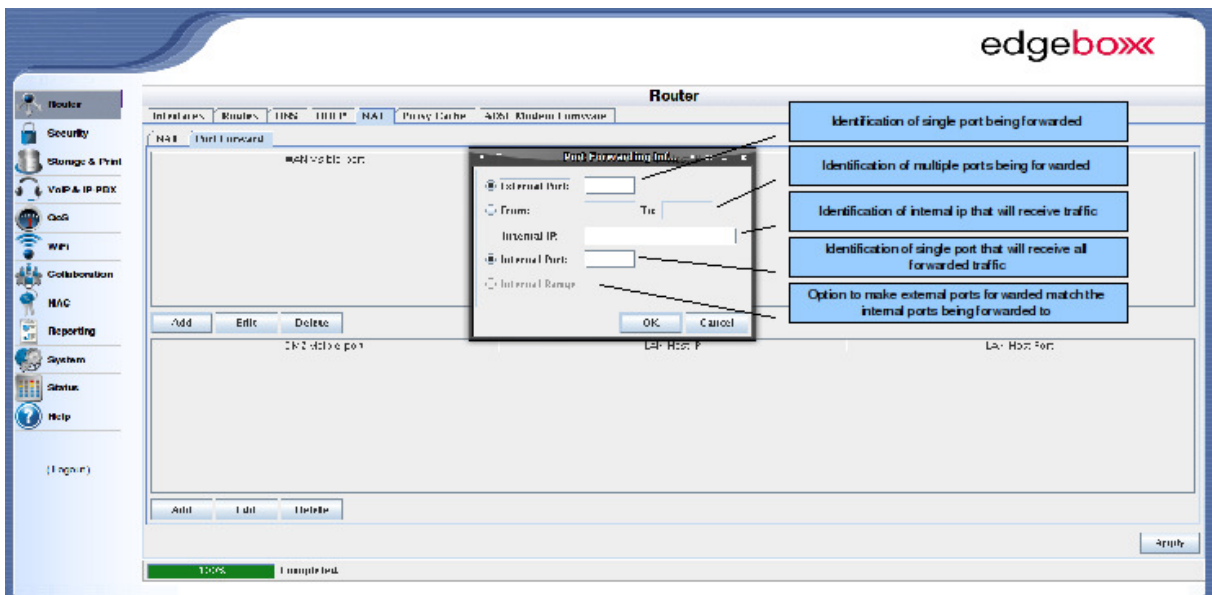 edgeboxx
Router
Router
Interfaces Routes DNS DHCP NAT Proxy Cache ADSL Modem Firmware
Security
NAT Port Forward
Storage & Print
WAN visible port
Port Forwarding Inf...
VoIP & IP-PBX
QoS
WiFi
Collaboration
NAC
Reporting
System
Status
Help
(Logout)
External Port:
From: To:
Internal IP:
Internal Port:
Internal Range
OK Cancel
Identification of single port being forwarded
Identification of multiple ports being forwarded
Identification of internal ip that will receive traffic
Identification of single port that will receive all
forwarded traffic
Option to make external ports forwarded match the
internal ports being forwarded to
Add Edit Delete
DMZ visible port LAN Host IP LAN Host Port
Add Edit Delete
Apply
100% Completed.